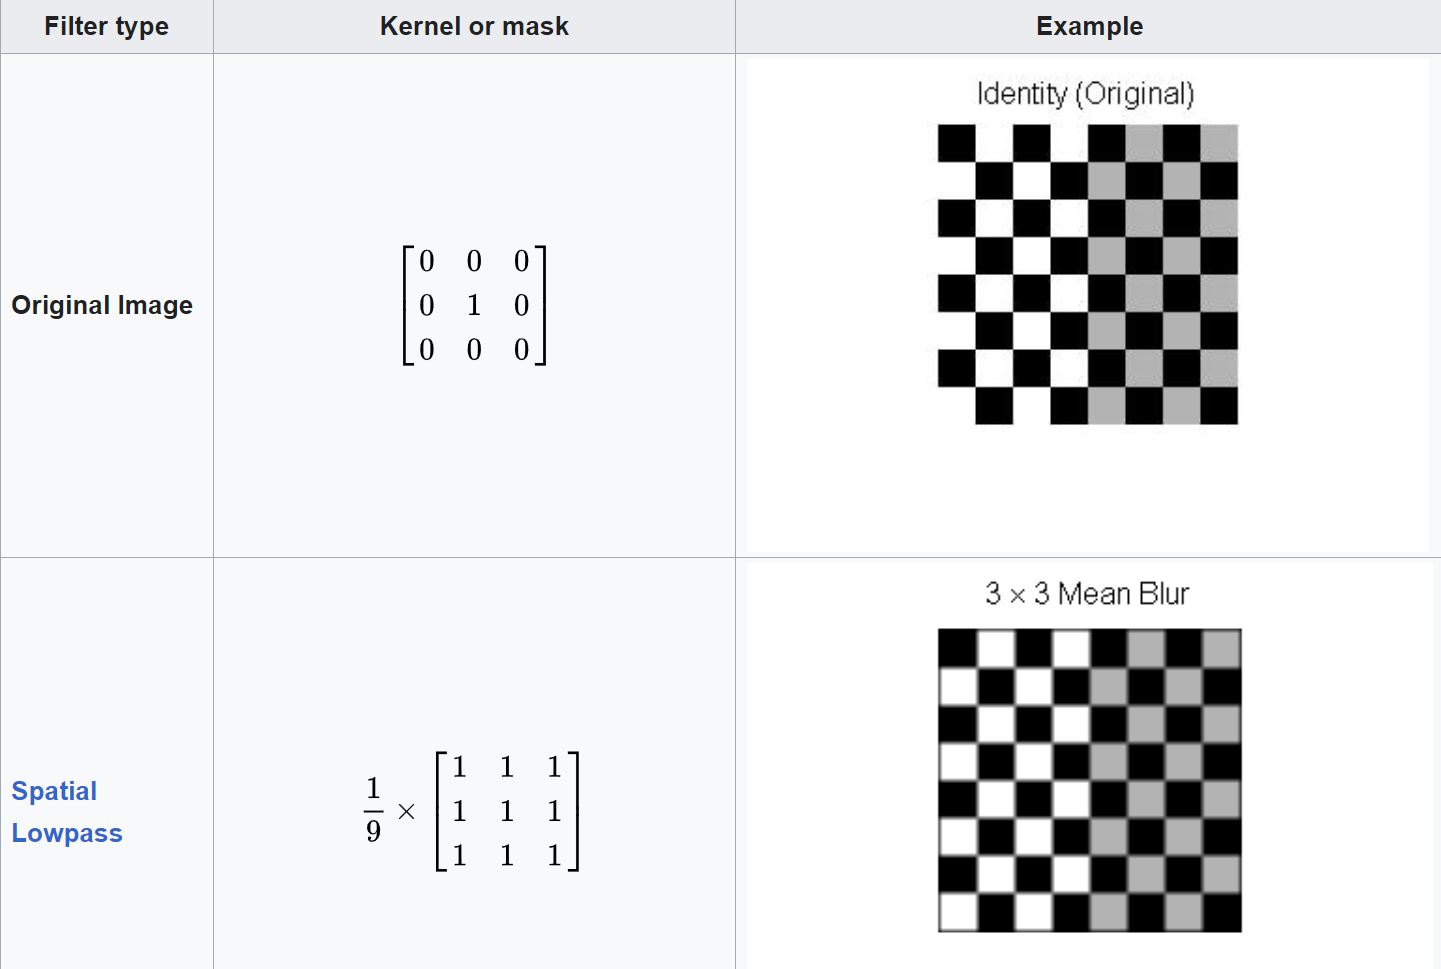 Filter type Kernel or mask Example
Identity (Original)
Original Image
0 0 0
0 1 0
0 0 0
3 × 3 Mean Blur
Spatial
Lowpass
1
9
×
1 1 1
1 1 1
1 1 1